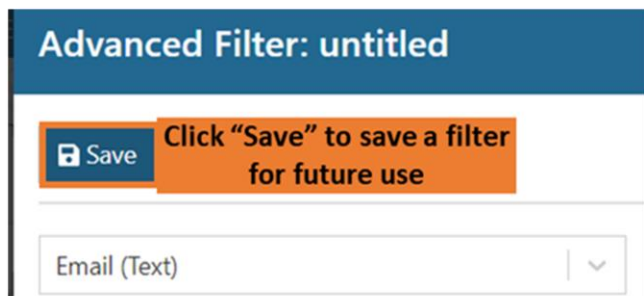 Advanced Filter: untitled
Save
Click “Save” to save a filter
for future use
Email (Text)